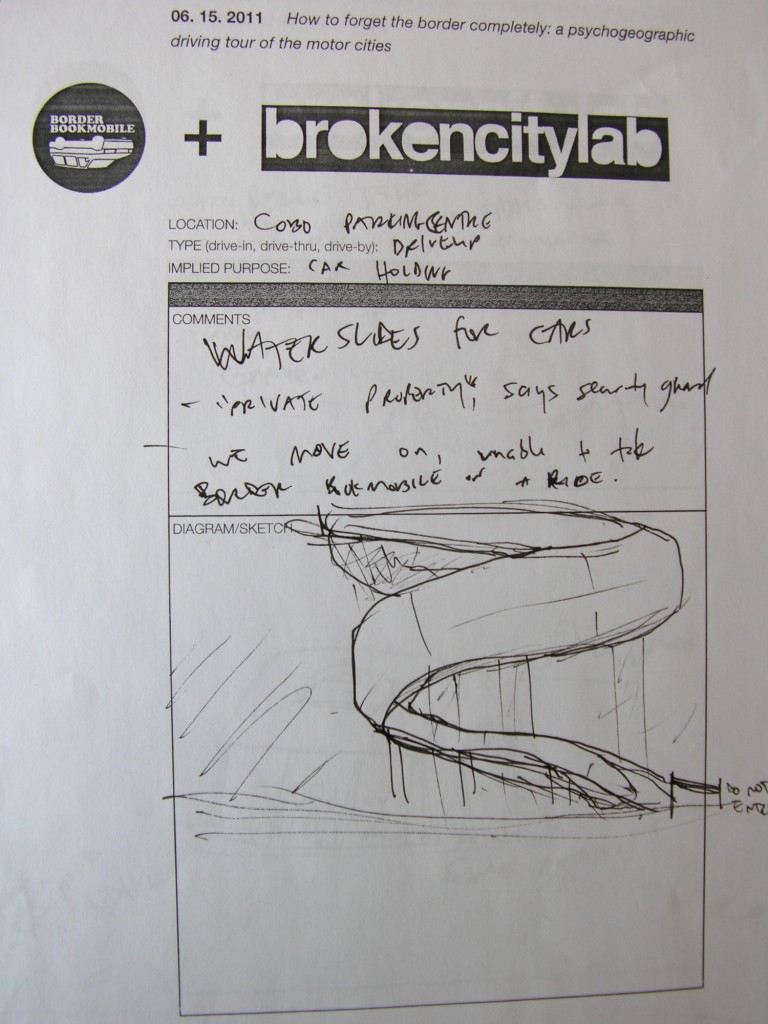 06. 15. 2011 How to forget the border completely: a psychogeographic
driving tour of the motor cities
BORDER
BOOKMOBILE
+
brokencitylab
LOCATION: COBO PARKING CENTRE
TYPE (drive-in, drive-thru, drive-by): DRIVE UP
IMPLIED PURPOSE: CAR HOLDING
COMMENTS
WATER SLIDES for CARS
- "PRIVATE PROPERTY", says security guard
- WE MOVE on, unable to take
BORDER BOOKMOBILE on A RIDE.
DIAGRAM/SKETCH
DO NOT
ENTER